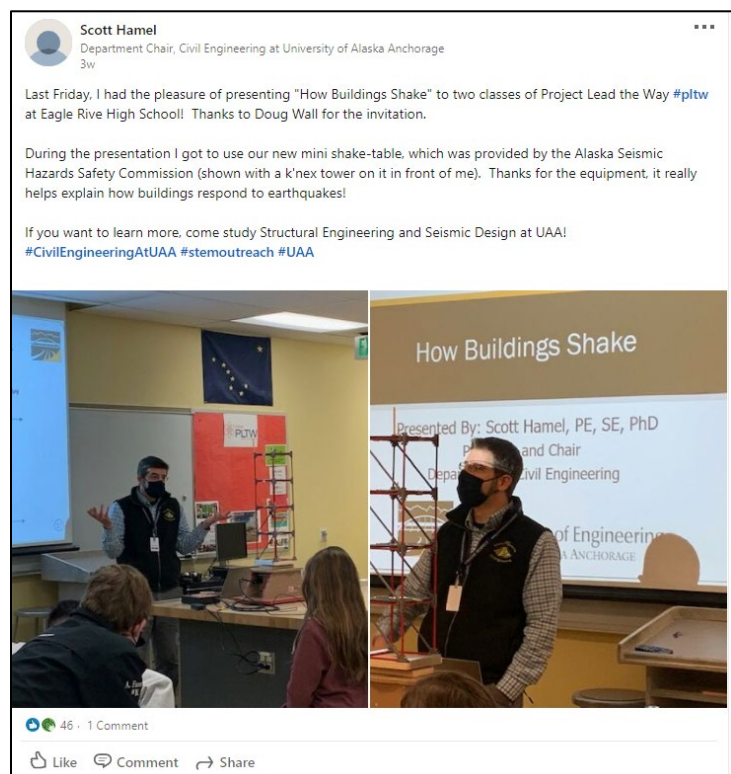 Scott Hamel
Department Chair, Civil Engineering at University of Alaska Anchorage
3w
Last Friday, I had the pleasure of presenting "How Buildings Shake" to two classes of Project Lead the Way #pltw
at Eagle Rive High School!  Thanks to Doug Wall for the invitation.
During the presentation I got to use our new mini shake-table, which was provided by the Alaska Seismic
Hazards Safety Commission (shown with a k'nex tower on it in front of me).  Thanks for the equipment, it really
helps explain how buildings respond to earthquakes!
If you want to learn more, come study Structural Engineering and Seismic Design at UAA!
#CivilEngineeringAtUAA #stemoutreach #UAA
PLTW
How Buildings Shake
Presented By: Scott Hamel, PE, SE, PhD
and Chair
Civil Engineering
of Engineering
ANCHORAGE
46 · 1 Comment
Like Comment Share